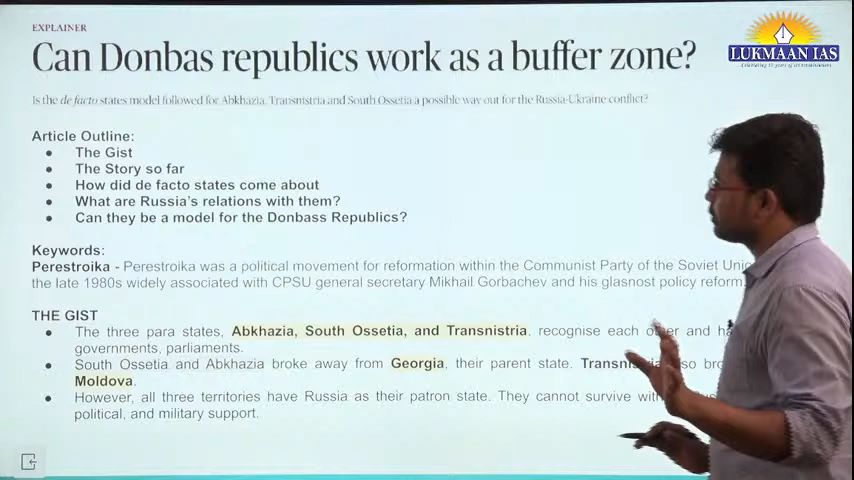 EXPLAINER
Can Donbas republics work as a buffer zone?
LUKMAAN IAS
Is the de facto states model followed for Abkhazia, Transnistria and South Ossetia a possible way out for the Russia-Ukraine conflict?
Article Outline:
• The Gist
• The Story so far
• How did de facto states come about
• What are Russia's relations with them?
• Can they be a model for the Donbass Republics?
Keywords:
Perestroika - Perestroika was a political movement for reformation within the Communist Party of the Soviet
the late 1980s widely associated with CPSU general secretary Mikhail Gorbachev and his glasnost policy reform
THE GIST
• The three para states, Abkhazia, South Ossetia, and Transnistria, recognise each and
governments, parliaments.
• South Ossetia and Abkhazia broke away from Georgia, their parent state.
Moldova.
• However, all three territories have Russia as their patron state. They cannot survive
political, and military support.